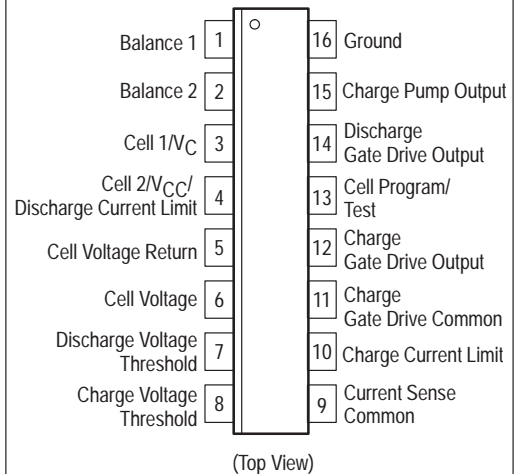 Balance 1 1
Balance 2 2
Cell 1/VC 3
Cell 2/VCC/
Discharge Current Limit 4
Cell Voltage Return 5
Cell Voltage 6
Discharge Voltage
Threshold 7
Charge Voltage
Threshold 8
16 Ground
15 Charge Pump Output
14 Discharge
Gate Drive Output
13 Cell Program/
Test
12 Charge
Gate Drive Output
11 Charge
Gate Drive Common
10 Charge Current Limit
9 Current Sense
Common
(Top View)